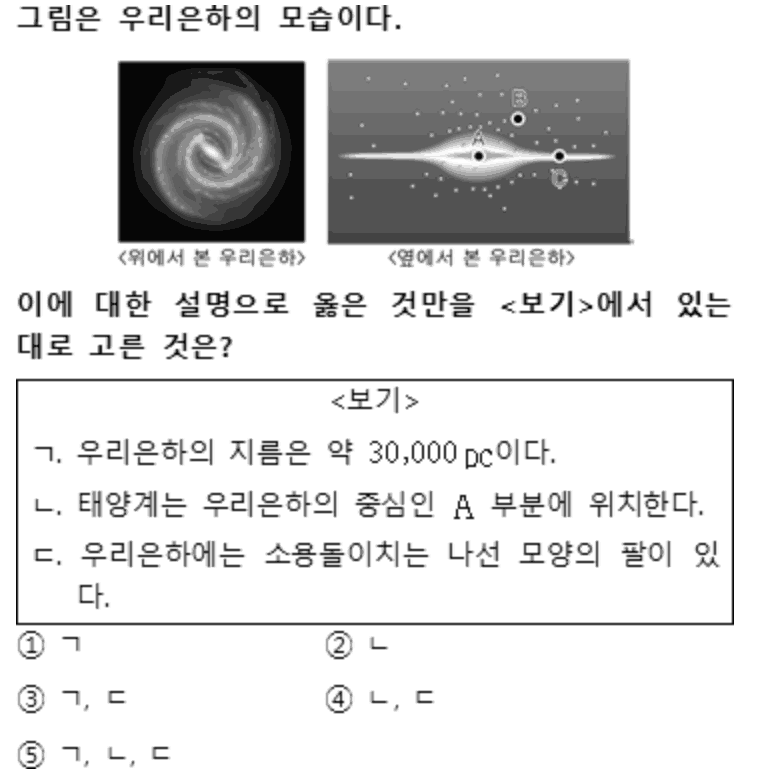 그림은 우리은하의 모습이다.
B
A
C
<위에서 본 우리은하> <옆에서 본 우리은하>
이에 대한 설명으로 옳은 것만을 <보기>에서 있는
대로 고른 것은?
<보기>
ㄱ. 우리은하의 지름은 약 30,000pc이다.
ㄴ. 태양계는 우리은하의 중심인 A 부분에 위치한다.
ㄷ. 우리은하에는 소용돌이치는 나선 모양의 팔이 있
다.
① ㄱ ② ㄴ
③ ㄱ, ㄷ ④ ㄴ, ㄷ
⑤ ㄱ, ㄴ, ㄷ